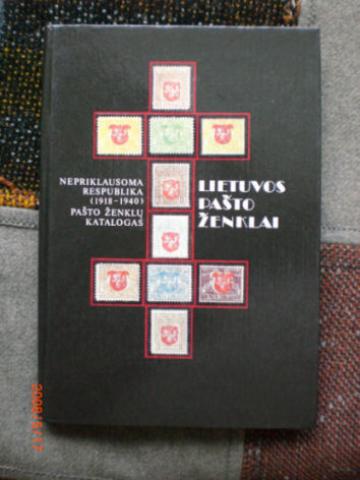 NEPRIKLAUSOMA
RESPUBLIKA
(1918-1940)
PAŠTO ŽENKLŲ
KATALOGAS
LIETUVOS
PAŠTO
ŽENKLAI